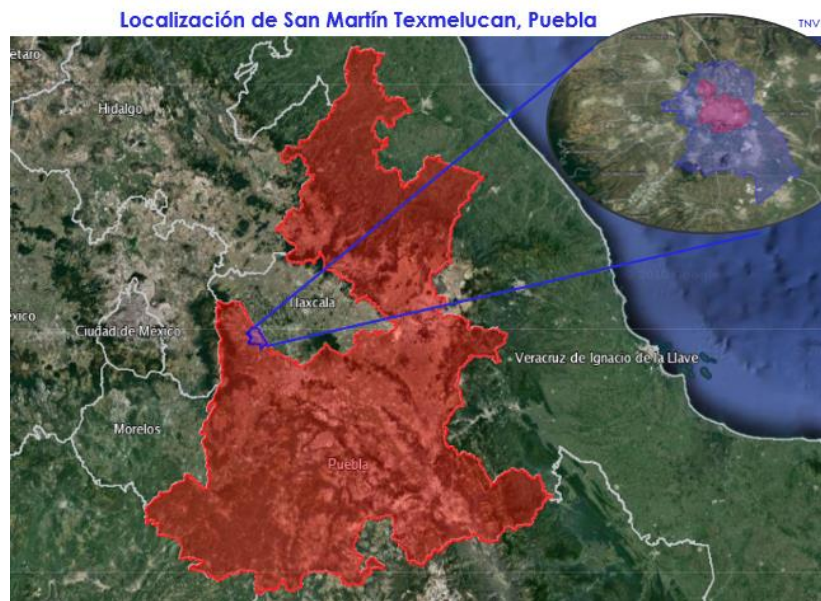 Localización de San Martín Texmelucan, Puebla
TNV
etaro
Hidalgo
Tlaxcala
éxico
Ciudad de México
Veracruz de Ignacio de la Llave
Morelos
Puebla